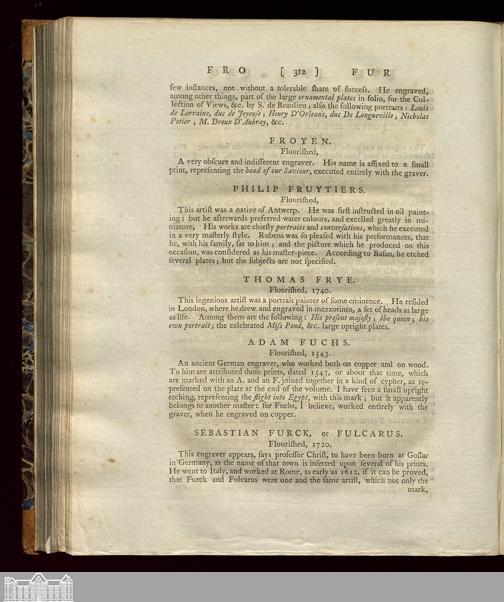 FRO [ 312 ] FUR
few inſtances, not without a tolerable ſhare of ſucceſs. He engraved,
among other things, part of the large ornamental plates in folio, for the Col-
lection of Views, &c. by S. de Beaulieu; alſo the following portraits: Louis
de Lorraine, duc de Joyeuſe; Henry D'Orleans, duc De Longueville; Nicholas
Potier; M. Dreux D'Aubray, &c.
FROYEN.
Flouriſhed,
A very obſcure and indifferent engraver. His name is affixed to a ſmall
print, repreſenting the head of our Saviour, executed entirely with the graver.
PHILIP FRUYTIERS.
Flouriſhed,
This artiſt was a native of Antwerp. He was firſt inſtructed in oil paint-
ing: but he afterwards preferred water colours, and excelled greatly in mi-
niature, His works are chiefly portraits and converſations, which he executed
in a very maſterly ſtyle. Rubens was ſo pleaſed with his performances, that
he, with his family, ſat to him; and the picture which he produced on this
occaſion, was conſidered as his maſter-piece. According to Baſan, he etched
ſeveral plates; but the ſubjects are not ſpecified.
THOMAS FRYE.
Flouriſhed, 1740.
This ingenious artiſt was a portrait painter of ſome eminence. He reſided
in London, where he drew and engraved in mezzotinto, a ſet of heads as large
as life. Among them are the following: His preſent majeſty; the queen; his
own portrait; the celebrated Miſs Pond, &c. large upright plates.
ADAM FUCHS.
Flouriſhed, 1543.
An ancient German engraver, who worked both on copper and on wood.
To him are attributed thoſe prints, dated 1543, or about that time, which
are marked with an A. and an F. joined together in a kind of cypher, as re-
preſented on the plate at the end of the volume. I have ſeen a ſmall upright
etching, repreſenting the flight into Egypt, with this mark; but it apparently
belongs to another maſter: for Fuchs, I believe, worked entirely with the
graver, when he engraved on copper.
SEBASTIAN FURCK, or FULCARUS.
Flouriſhed, 1720.
This engraver appears, ſays profeſſor Chriſt, to have been born at Goſlar
in Germany, as the name of that town is inſerted upon ſeveral of his prints.
He went to Italy, and worked at Rome, as early as 1612, if it can be proved,
that Furck and Fulcarus were one and the ſame artiſt, which not only the
mark,